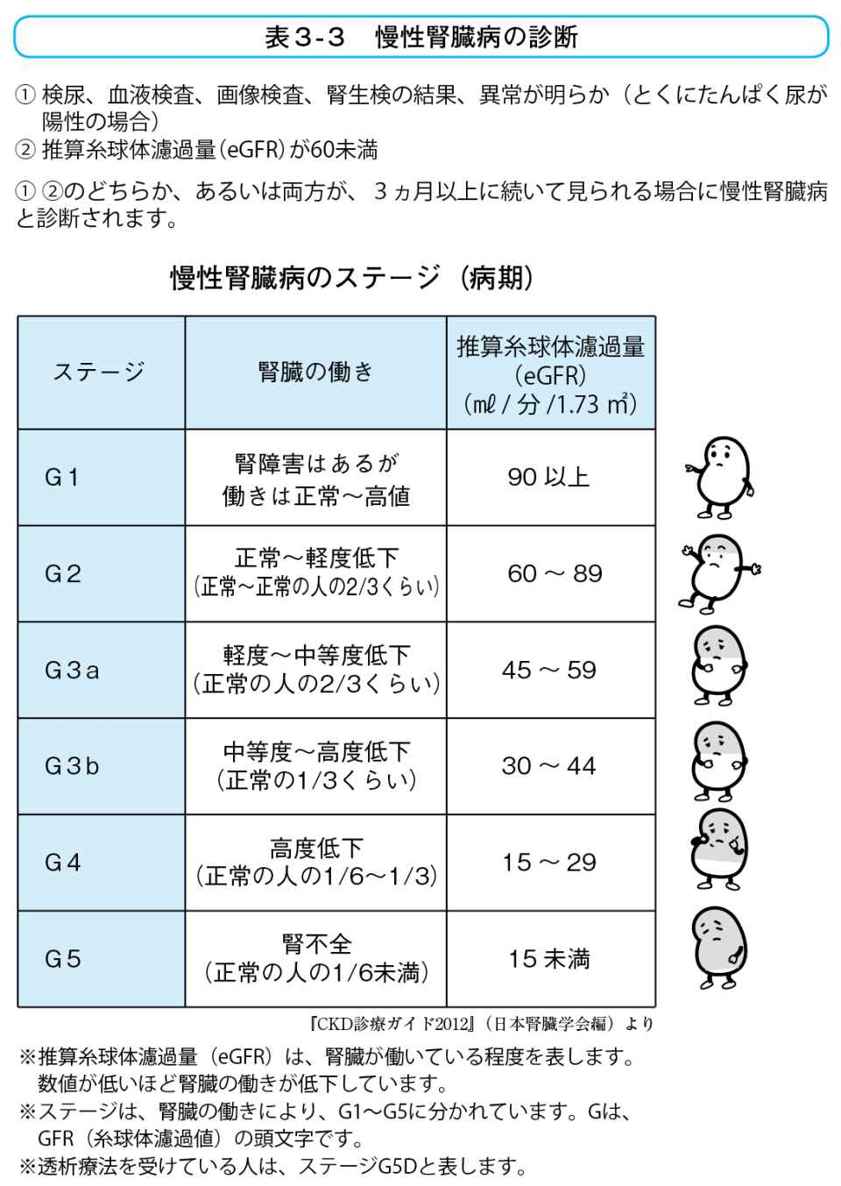 表3-3 慢性腎臓病の診断
① 検尿、血液検査、画像検査、腎生検の結果、異常が明らか（とくにたんぱく尿が
陽性の場合）
② 推算糸球体濾過量（eGFR）が60未満
① ②のどちらか、あるいは両方が、３ヵ月以上に続いて見られる場合に慢性腎臓病
と診断されます。
慢性腎臓病のステージ（病期）
ステージ
腎臓の働き
推算糸球体濾過量
（eGFR）
（㎖ / 分 /1.73 ㎡）
G1
腎障害はあるが
働きは正常～高値
90 以上
G2
正常～軽度低下
（正常～正常の人の2/3くらい）
60 ～ 89
G3a
軽度～中等度低下
（正常の人の2/3くらい）
45 ～ 59
G3b
中等度～高度低下
（正常の1/3くらい）
30 ～ 44
G4
高度低下
（正常の人の1/6～1/3）
15 ～ 29
G5
腎不全
（正常の人の1/6未満）
15 未満
『CKD診療ガイド2012』（日本腎臓学会編）より
※推算糸球体濾過量（eGFR）は、腎臓が働いている程度を表します。
数値が低いほど腎臓の働きが低下しています。
※ステージは、腎臓の働きにより、G1～G5に分かれています。Gは、
GFR（糸球体濾過値）の頭文字です。
※透析療法を受けている人は、ステージG5Dと表します。